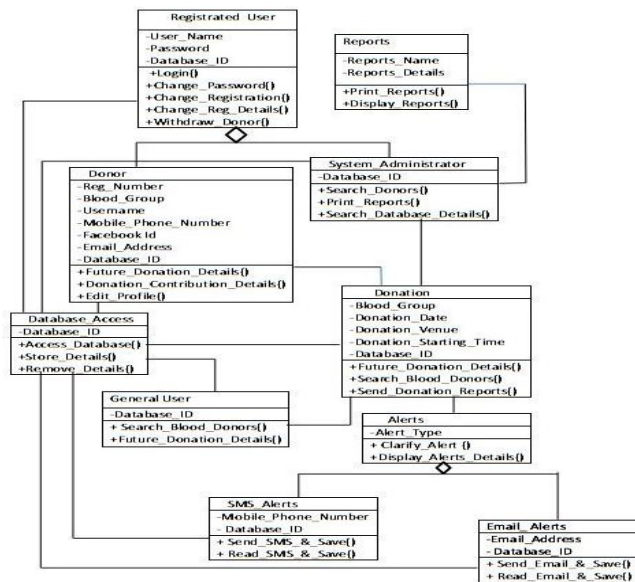 Registrated User
-User_Name
-Password
-Database_ID
+Login()
+Change_Password()
+Change_Registration()
+Change_Reg_Details()
+Withdraw_Donor()
Reports
-Reports_Name
-Reports_Details
+Print_Reports()
+Display_Reports()
Donor
-Reg_Number
-Blood_Group
-Username
-Mobile_Phone_Number
-Facebook Id
-Email_Address
-Database_ID
+Future_Donation_Details()
+Donation_Contribution_Details()
+Edit_Profile()
System_Administrator
-Database_ID
+Search_Donors()
+Print_Reports()
+Search_Database_Details()
Database_Access
-Database_ID
+Access_Database()
+Store_Details()
+Remove_Details()
Donation
-Blood_Group
-Donation_Date
-Donation_Venue
-Donation_Starting_Time
-Database_ID
+Future_Donation_Details()
+Search_Blood_Donors()
+Send_Donation_Reports()
General User
-Database_ID
+ Search_Blood_Donors()
+Future_Donation_Details()
Alerts
-Alert_Type
+ Clarify_Alert ()
+Display_Alerts_Details()
SMS_Alerts
-Mobile_Phone_Number
- Database_ID
+ Send_SMS_&_Save()
+ Read_SMS_&_Save()
Email_Alerts
-Email_Address
- Database_ID
+ Send_Email_&_Save()
+ Read_Email_&_Save()